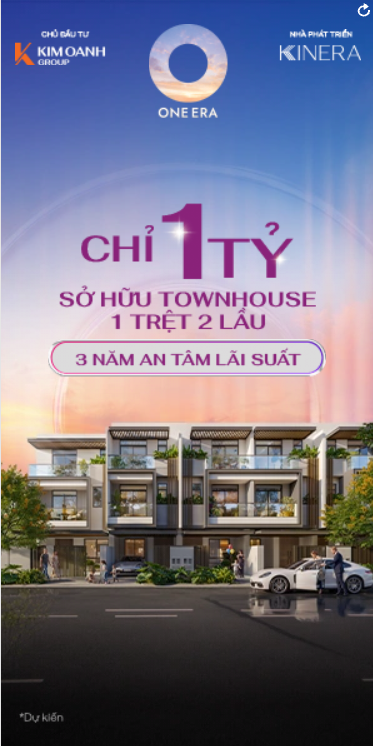 CHỦ ĐẦU TƯ
KIM OANH
GROUP
NHÀ PHÁT TRIỂN
KINERA
ONE ERA
CHỈ 1 TỶ
SỞ HỮU TOWNHOUSE
1 TRỆT 2 LẦU
3 NĂM AN TÂM LÃI SUẤT
*Dự kiến